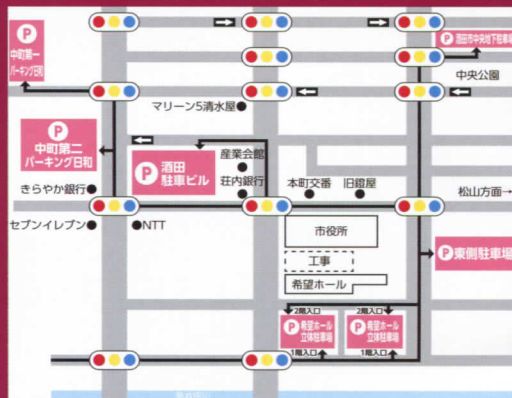 P
中町第一
パーキング日和
P 酒田市中央地下駐車場
中央公園
マリーン5清水屋
P
中町第二
パーキング日和
P 酒田
駐車ビル
産業会館
荘内銀行
きらやか銀行
本町交番
旧鐙屋
松山方面→
セブンイレブン
NTT
市役所
工事
希望ホール
P 東側駐車場
2階入口
2階入口
P 希望ホール
立体駐車場
P 希望ホール
立体駐車場
1階入口
1階入口